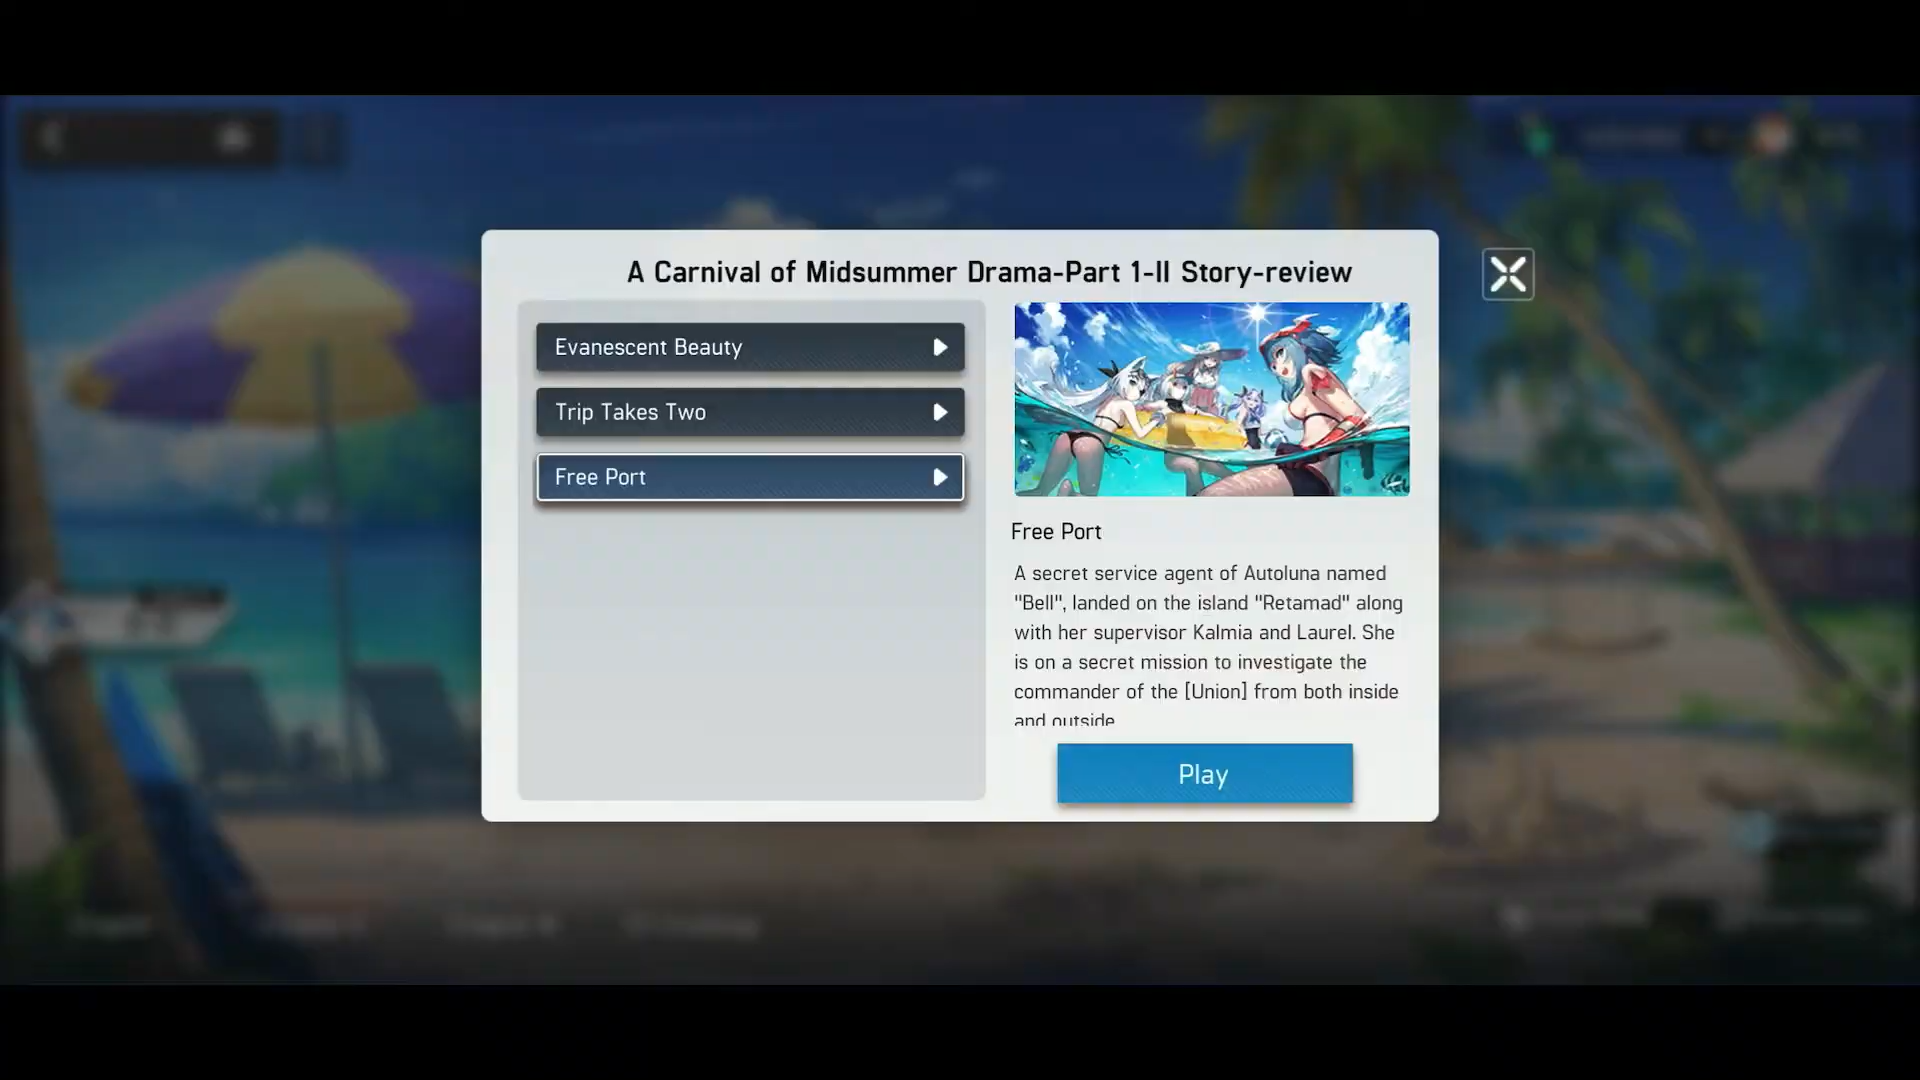 A Carnival of Midsummer Drama-Part 1-II Story-review
Evanescent Beauty
Trip Takes Two
Free Port
Free Port
A secret service agent of Autoluna named
"Bell", landed on the island "Retamad" along
with her supervisor Kalmia and Laurel. She
is on a secret mission to investigate the
commander of the [Union] from both inside
and outside
Play